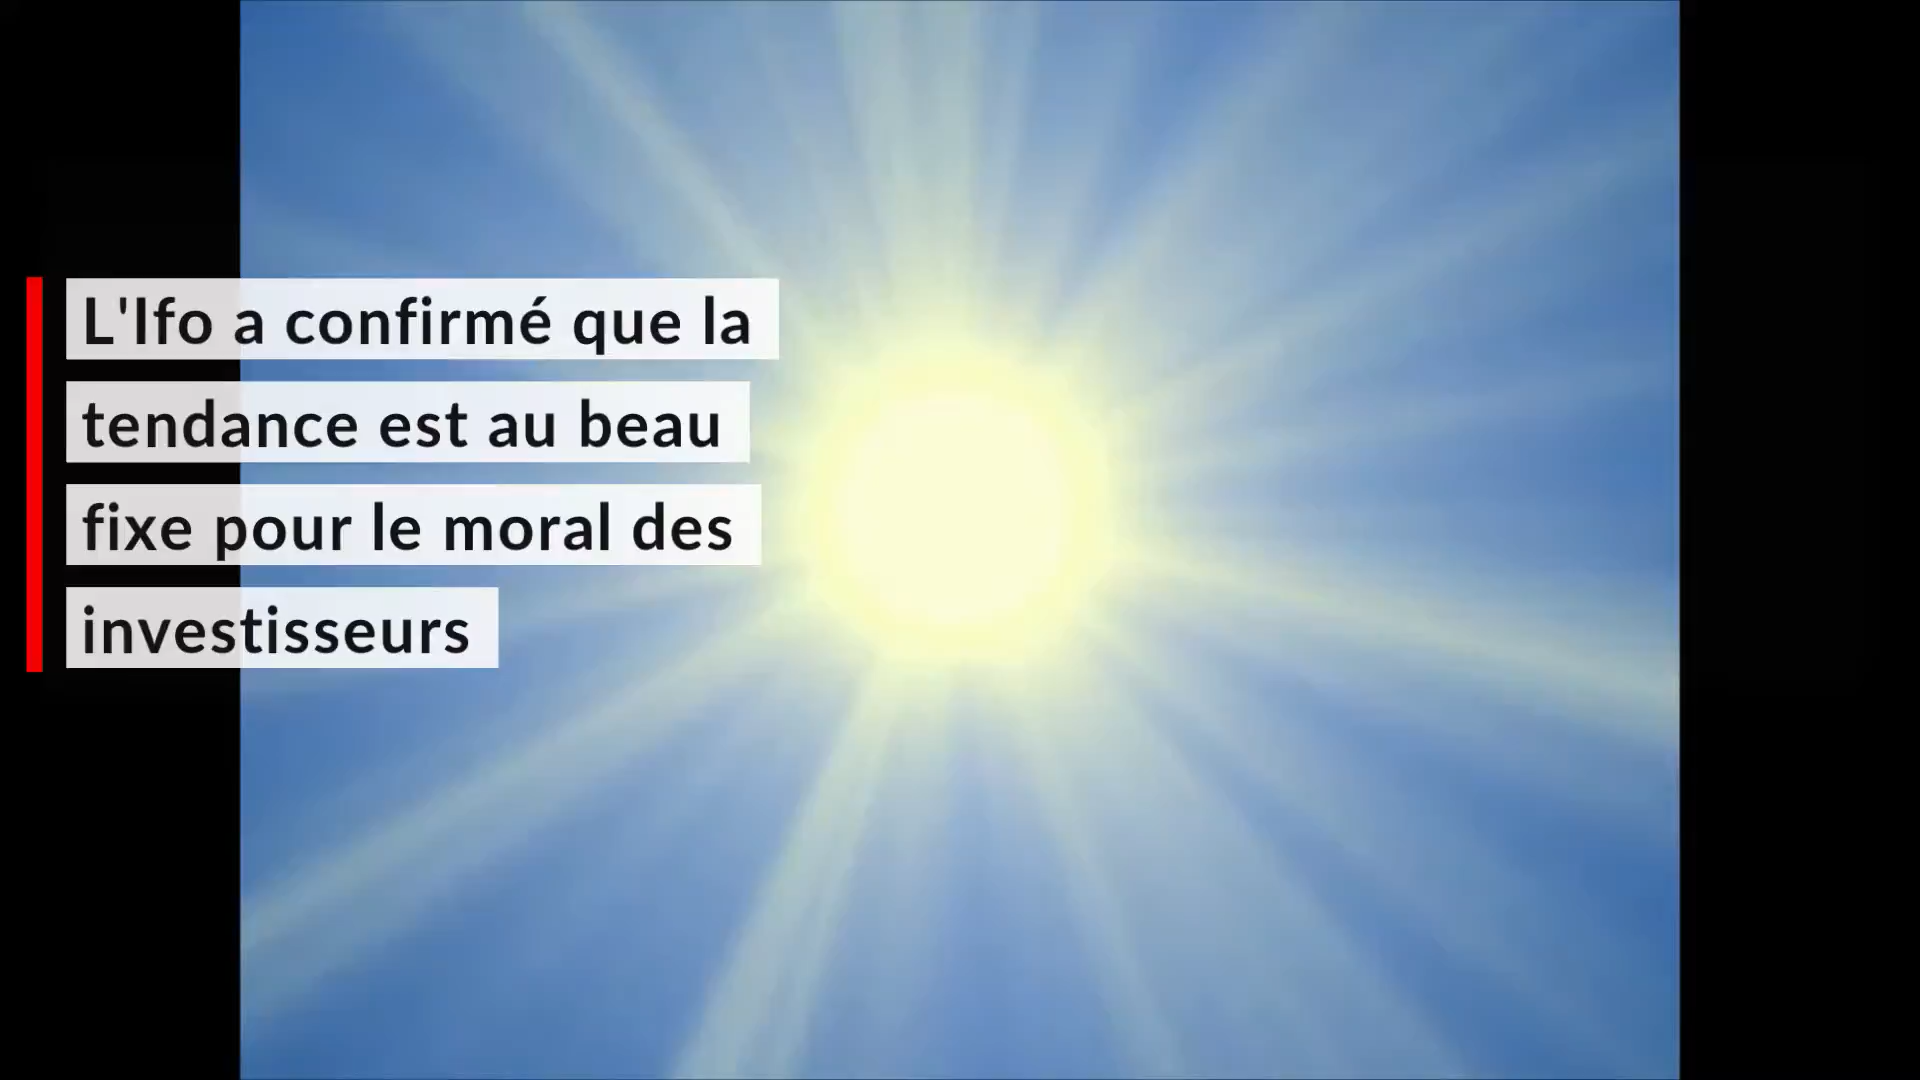 L'Ifo a confirmé que la
tendance est au beau
fixe pour le moral des
investisseurs